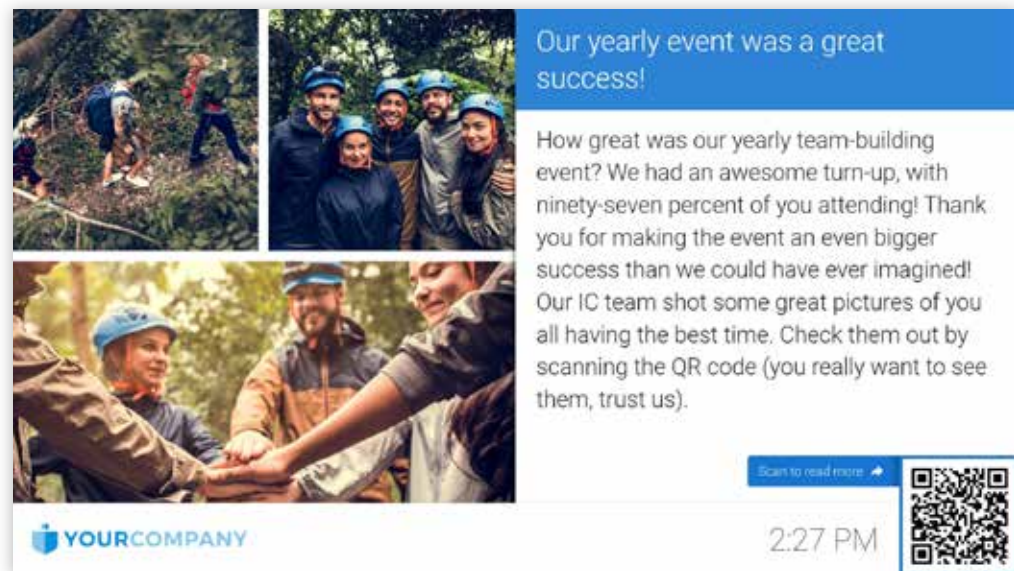 Our yearly event was a great
success!
How great was our yearly team-building
event? We had an awesome turn-up, with
ninety-seven percent of you attending! Thank
you for making the event an even bigger
success than we could have ever imagined!
Our IC team shot some great pictures of you
all having the best time. Check them out by
scanning the QR code (you really want to see
them, trust us).
Scan to read more
YOURCOMPANY
2:27 PM